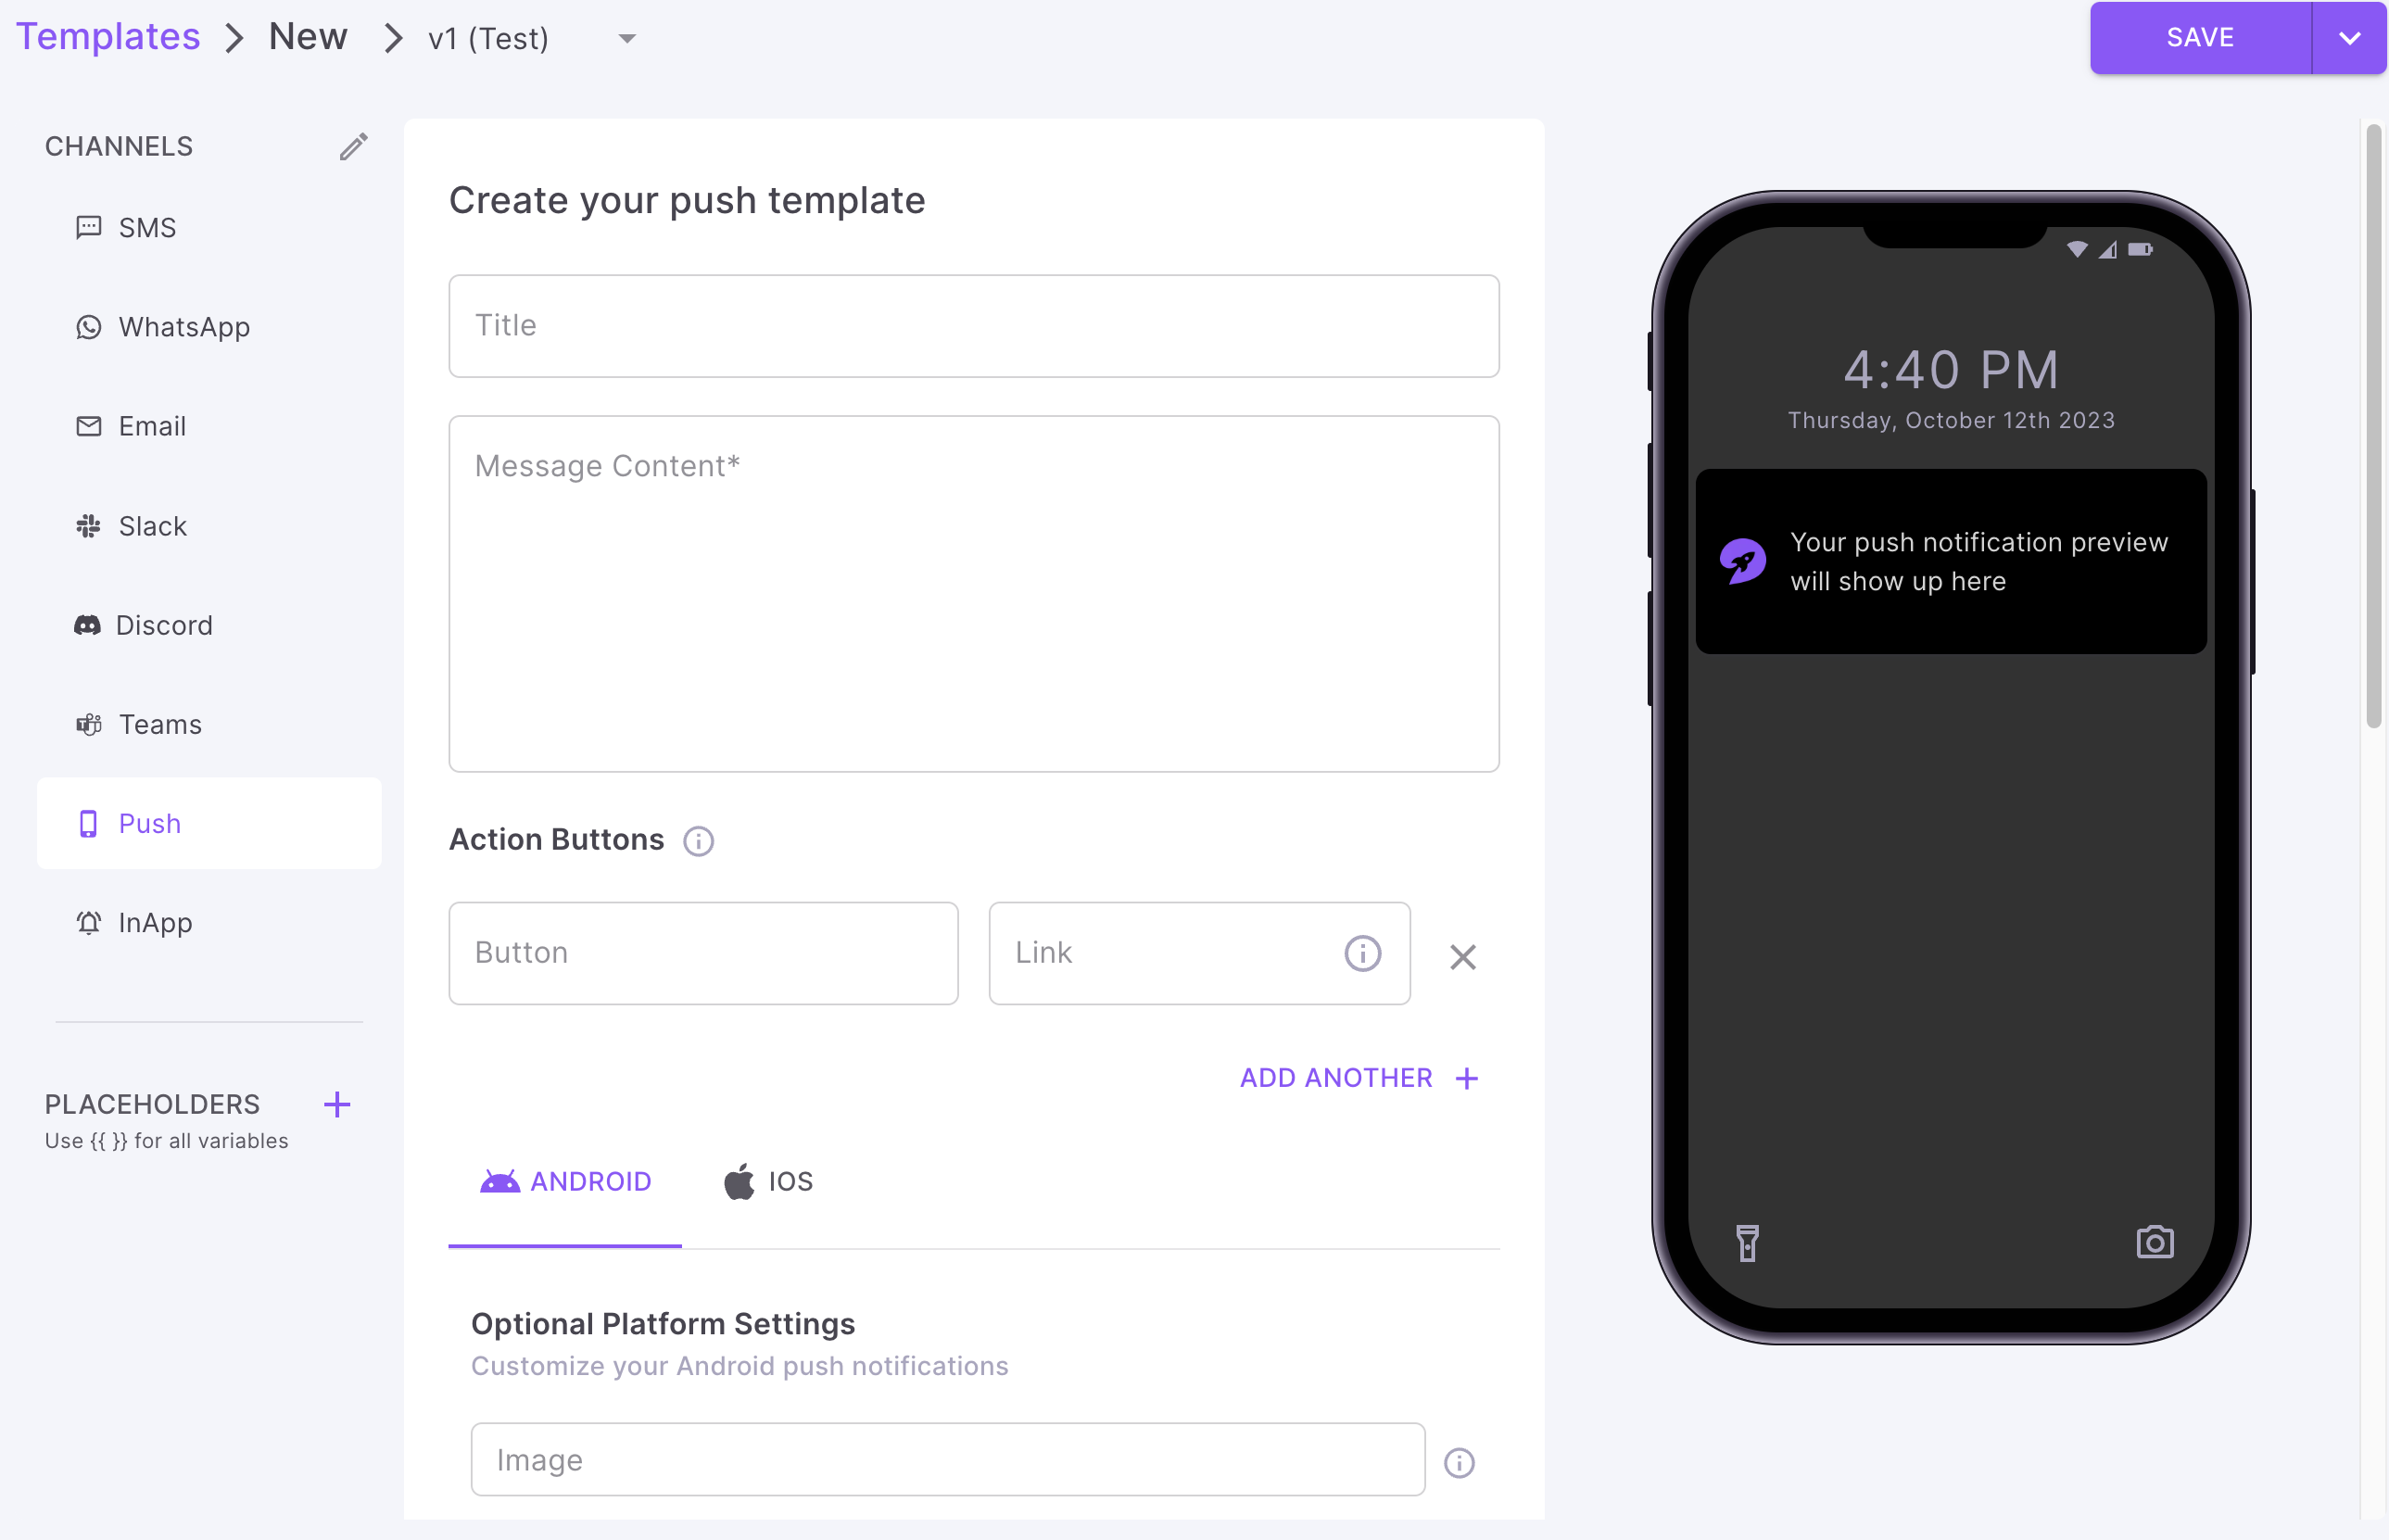 Templates > New > v1 (Test)
SAVE
CHANNELS
SMS
WhatsApp
Email
Slack
Discord
Teams
Push
InApp
PLACEHOLDERS +
Use {{ }} for all variables
Create your push template
Title
Message Content*
Action Buttons
Button
Link
ADD ANOTHER +
ANDROID
IOS
Optional Platform Settings
Customize your Android push notifications
Image
4:40 PM
Thursday, October 12th 2023
Your push notification preview
will show up here